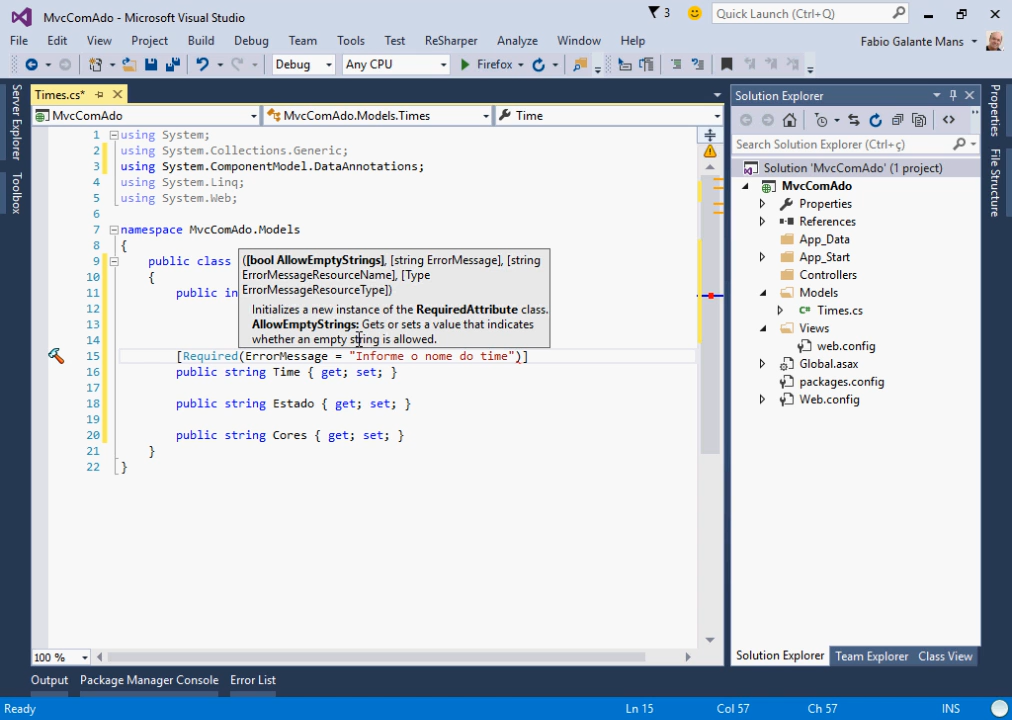 MvcComAdo - Microsoft Visual Studio
3
Quick Launch (Ctrl+Q)
File Edit View Project Build Debug Team Tools Test ReSharper Analyze Window Help
Fabio Galante Mans
Debug Any CPU Firefox
Server Explorer
Toolbox
Times.cs*
MvcComAdo MvcComAdo.Models.Times Time
1 using System;
2 using System.Collections.Generic;
3 using System.ComponentModel.DataAnnotations;
4 using System.Linq;
5 using System.Web;
6
7 namespace MvcComAdo.Models
8 {
9 public class
10 {
11 public in
12
13
14
15 [Required(ErrorMessage = "Informe o nome do time")]
16 public string Time { get; set; }
17
18 public string Estado { get; set; }
19
20 public string Cores { get; set; }
21 }
22 }
([bool AllowEmptyStrings], [string ErrorMessage], [string
ErrorMessageResourceName], [Type
ErrorMessageResourceType])
Initializes a new instance of the RequiredAttribute class.
AllowEmptyStrings: Gets or sets a value that indicates
whether an empty string is allowed.
100 %
Solution Explorer
Search Solution Explorer (Ctrl+ç)
Solution 'MvcComAdo' (1 project)
MvcComAdo
Properties
References
App_Data
App_Start
Controllers
Models
C# Times.cs
Views
web.config
Global.asax
packages.config
Web.config
Solution Explorer Team Explorer Class View
Properties
File Structure
Output Package Manager Console Error List
Ready Ln 15 Col 57 Ch 57 INS